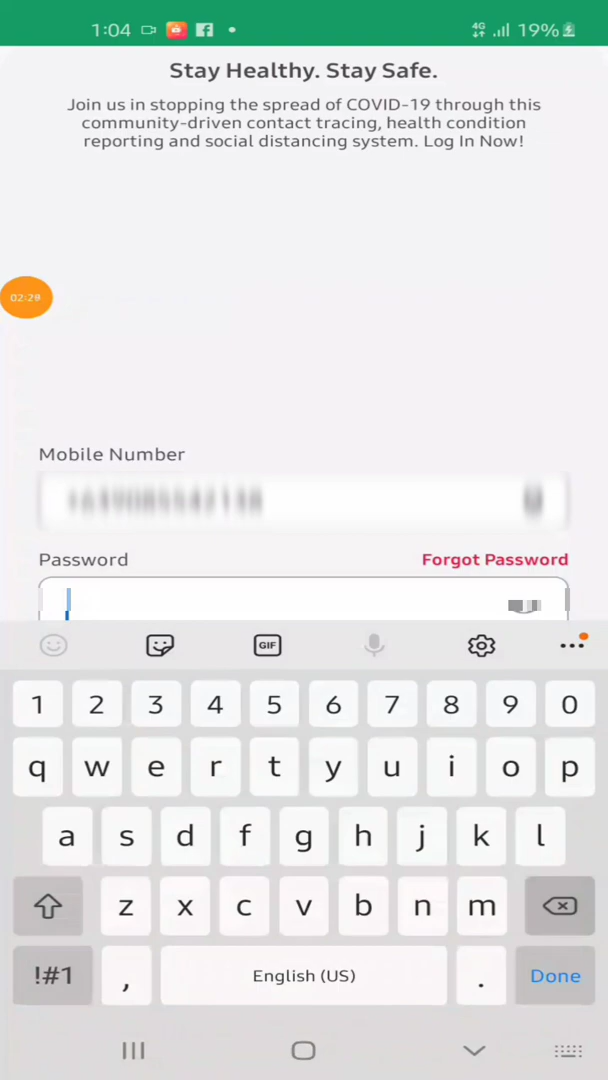 1:04
4G 19%
Stay Healthy. Stay Safe.
Join us in stopping the spread of COVID-19 through this
community-driven contact tracing, health condition
reporting and social distancing system. Log In Now!
02:28
Mobile Number
Password Forgot Password
GIF
1 2 3 4 5 6 7 8 9 0
q w e r t y u i o p
a s d f g h j k l
z x c v b n m
!#1 , English (US) . Done